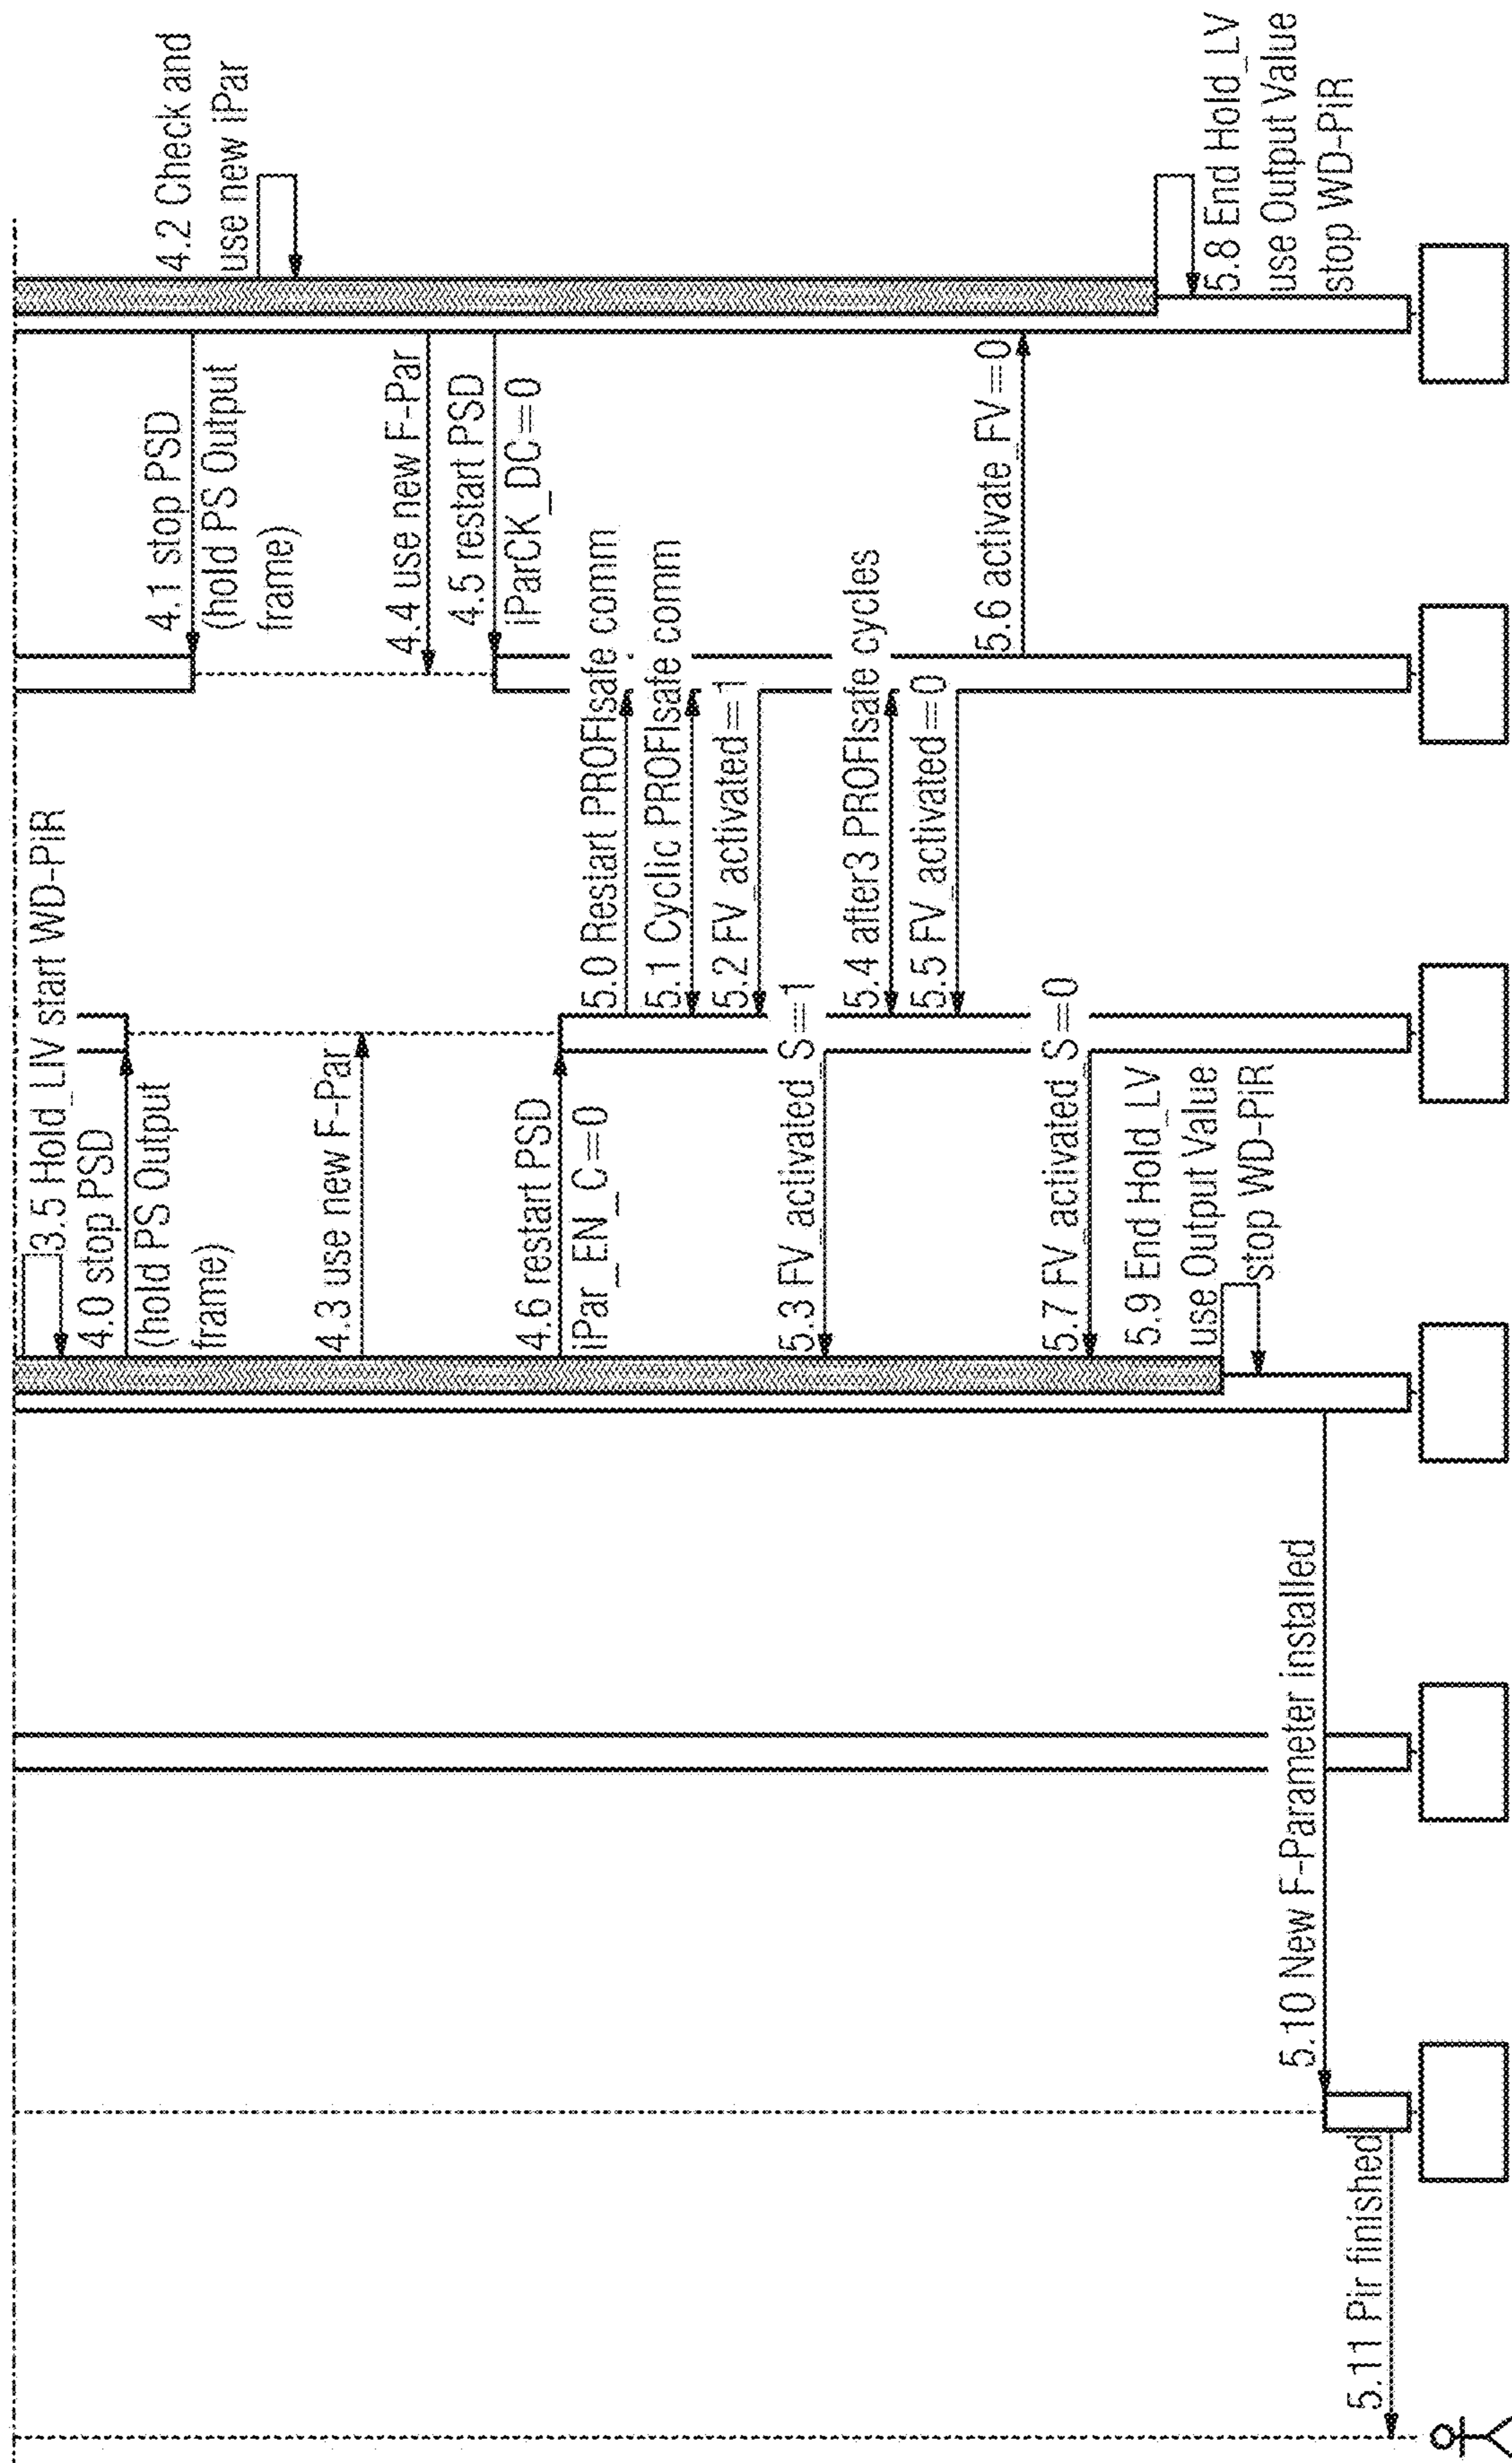 3.5 Hold_LIV start WD-PiR
4.0 stop PSD
(hold PS Output
frame)
4.1 stop PSD
(hold PS Output
frame)
4.2 Check and
use new iPar
4.3 use new F-Par
4.4 use new F-Par
4.5 restart PSD
iParCK_DC=0
4.6 restart PSD
iPar_EN_C=0
5.0 Restart PROFIsafe comm
5.1 Cyclic PROFIsafe comm
5.2 FV_activated=1
5.3 FV_activated_S=1
5.4 after3 PROFIsafe cycles
5.5 FV_activated=0
5.6 activate_FV=0
5.7 FV_activated_S=0
5.8 End Hold_LV
use Output Value
stop WD-PiR
5.9 End Hold_LV
use Output Value
stop WD-PiR
5.10 New F-Parameter installed
5.11 Pir finished